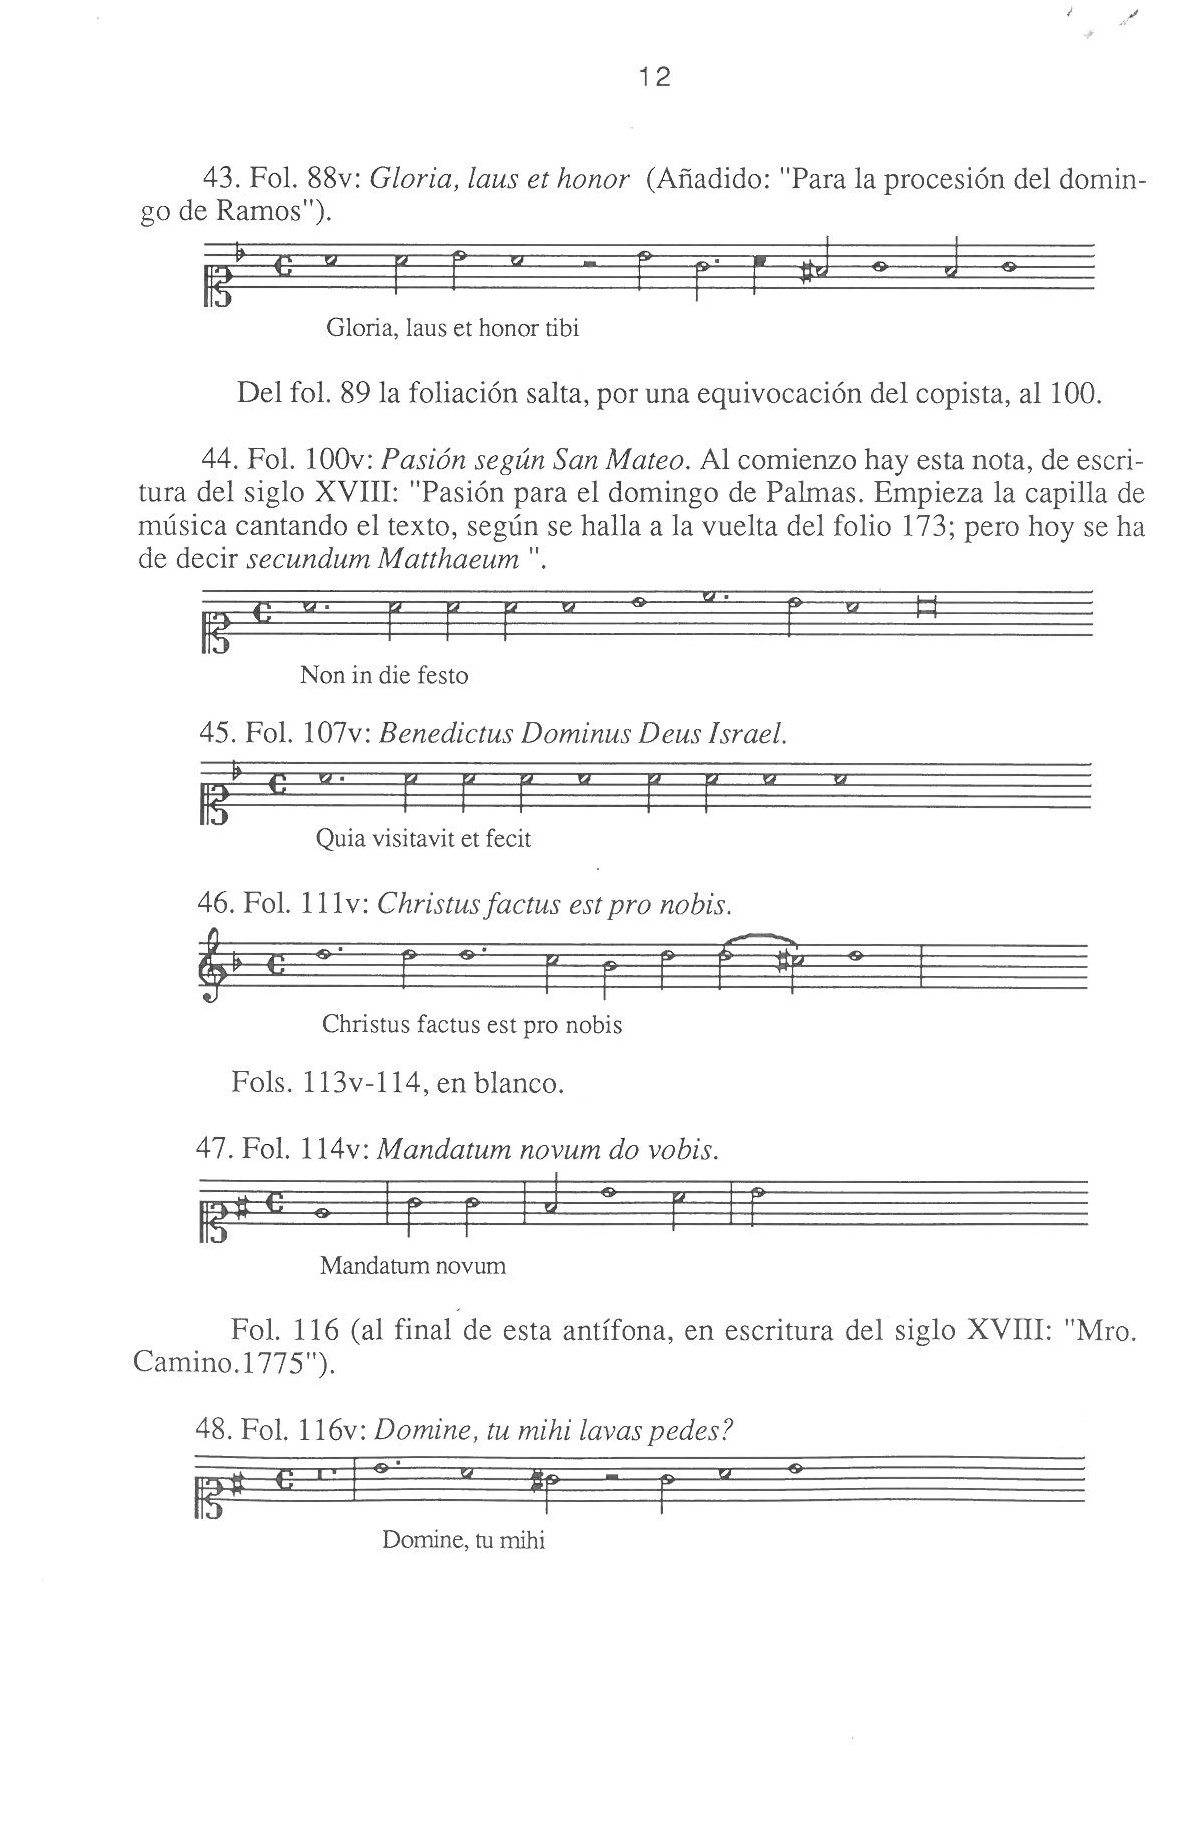 12
43. Fol. 88v: Gloria, laus et honor (Añadido: "Para la procesión del domin-
go de Ramos").
Gloria, laus et honor tibi
Del fol. 89 la foliación salta, por una equivocación del copista, al 100.
44. Fol. 100v: Pasión según San Mateo. Al comienzo hay esta nota, de escri-
tura del siglo XVIII: "Pasión para el domingo de Palmas. Empieza la capilla de
música cantando el texto, según se halla a la vuelta del folio 173; pero hoy se ha
de decir secundum Matthaeum ".
Non in die festo
45. Fol. 107v: Benedictus Dominus Deus Israel.
Quia visitavit et fecit
46. Fol. 111v: Christus factus est pro nobis.
Christus factus est pro nobis
Fols. 113v-114, en blanco.
47. Fol. 114v: Mandatum novum do vobis.
Mandatum novum
Fol. 116 (al final de esta antífona, en escritura del siglo XVIII: "Mro.
Camino.1775").
48. Fol. 116v: Domine, tu mihi lavas pedes?
Domine, tu mihi